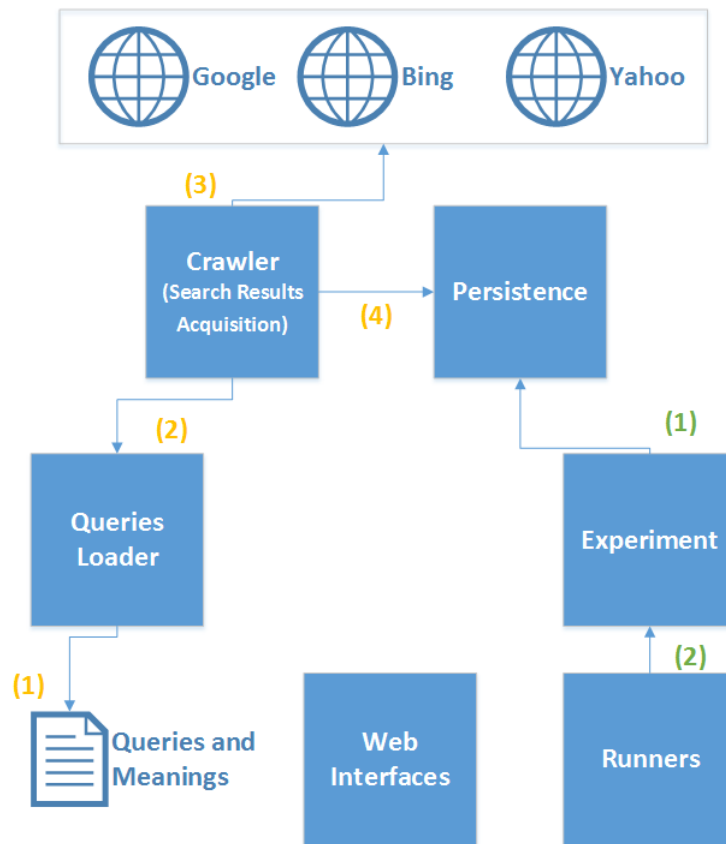 Google
Bing
Yahoo
(3)
Crawler
(Search Results
Acquisition)
(4)
Persistence
(2)
(1)
Queries
Loader
Experiment
(1)
(2)
Queries and
Meanings
Web
Interfaces
Runners